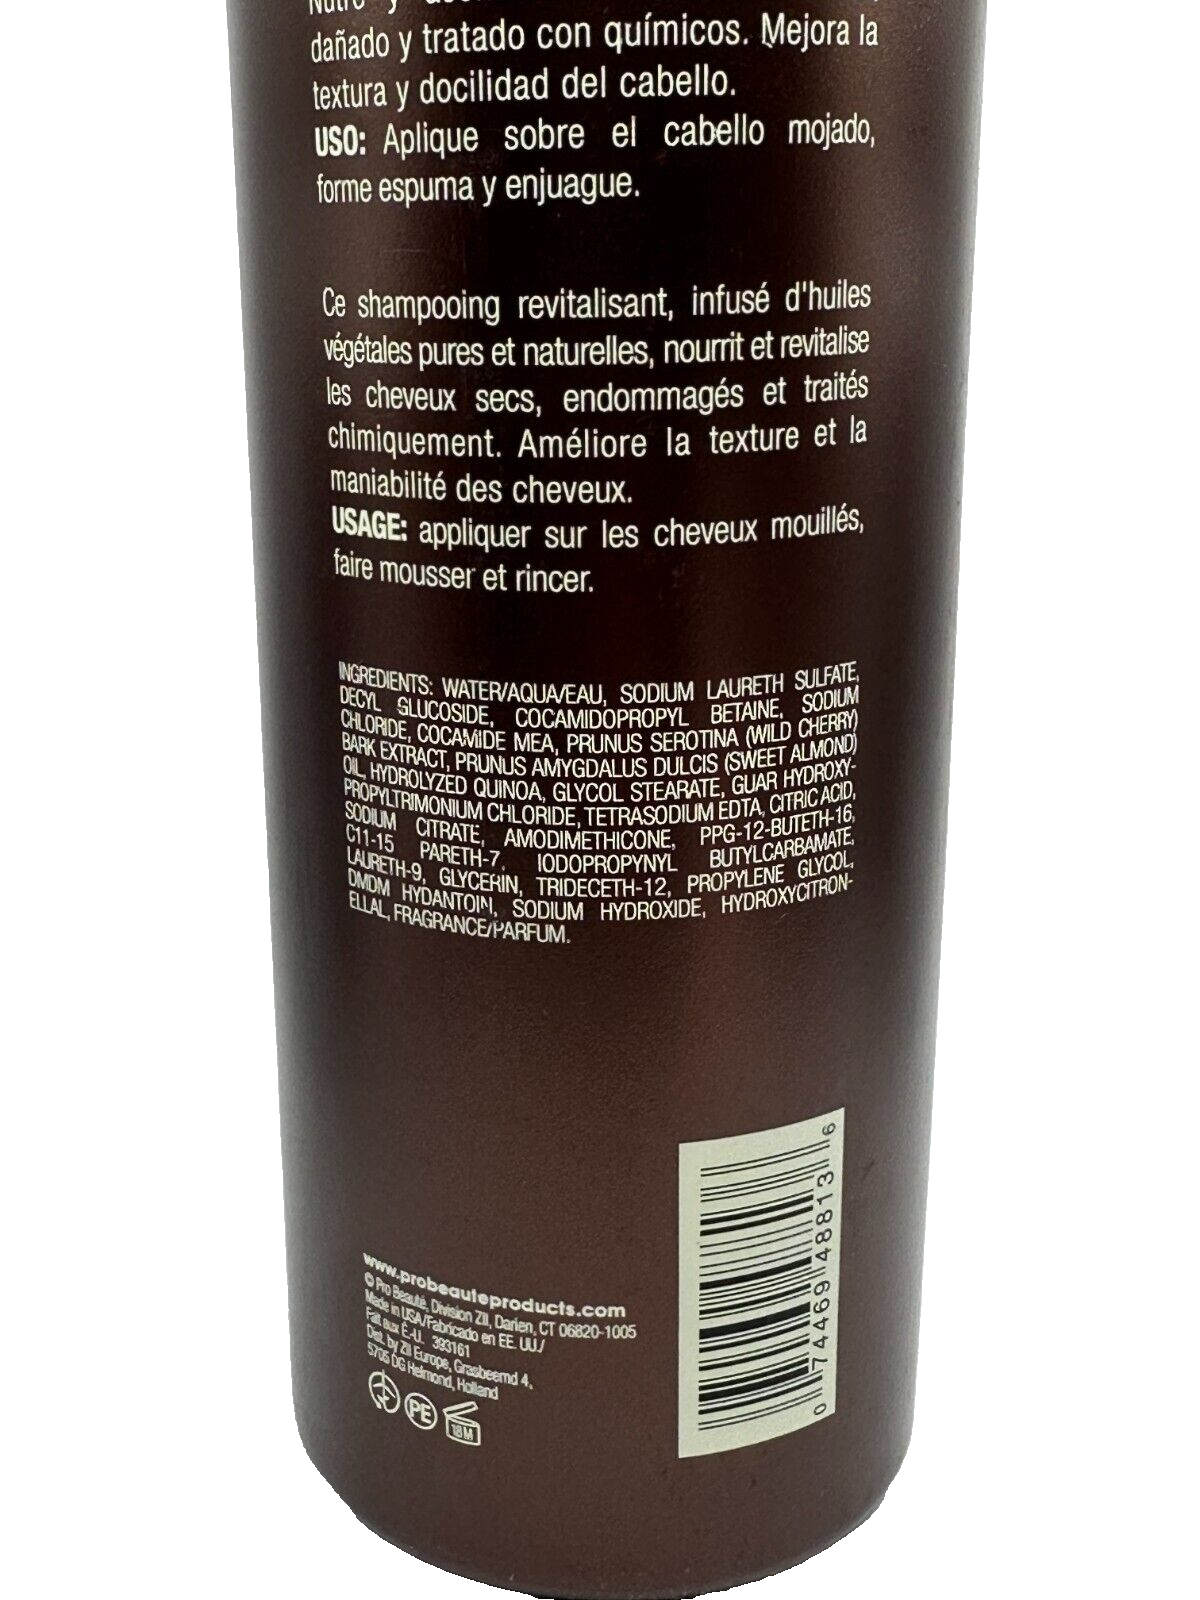 Nutre y
dañado y tratado con químicos. Mejora la
textura y docilidad del cabello.
USO: Aplique sobre el cabello mojado,
forme espuma y enjuague.
Ce shampooing revitalisant, infusé d'huiles
végétales pures et naturelles, nourrit et revitalise
les cheveux secs, endommagés et traités
chimiquement. Améliore la texture et la
maniabilité des cheveux.
USAGE: appliquer sur les cheveux mouillés,
faire mousser et rincer.
INGREDIENTS: WATER/AQUA/EAU, SODIUM LAURETH SULFATE,
DECYL GLUCOSIDE, COCAMIDOPROPYL BETAINE, SODIUM
CHLORIDE, COCAMIDE MEA, PRUNUS SEROTINA (WILD CHERRY)
BARK EXTRACT, PRUNUS AMYGDALUS DULCIS (SWEET ALMOND)
OIL, HYDROLYZED QUINOA, GLYCOL STEARATE, GUAR HYDROXY-
PROPYLTRIMONIUM CHLORIDE, TETRASODIUM EDTA, CITRIC ACID,
SODIUM CITRATE, AMODIMETHICONE, PPG-12-BUTETH-16,
C11-15 PARETH-7, IODOPROPYNYL BUTYLCARBAMATE,
LAURETH-9, GLYCERIN, TRIDECETH-12, PROPYLENE GLYCOL,
DMDM HYDANTOIN, SODIUM HYDROXIDE, HYDROXYCITRON-
ELLAL, FRAGRANCE/PARFUM.
www.probeauteproducts.com
© Pro Beauté, Division Zll, Darien, CT 06820-1005
Made in USA/Fabricado en EE. UU./
Fait aux É.-U. 393161
Dist. by Zll Europe, Grasbeemd 4,
5705 DG Helmond, Holland
PE
18M
0 74469 48813 6